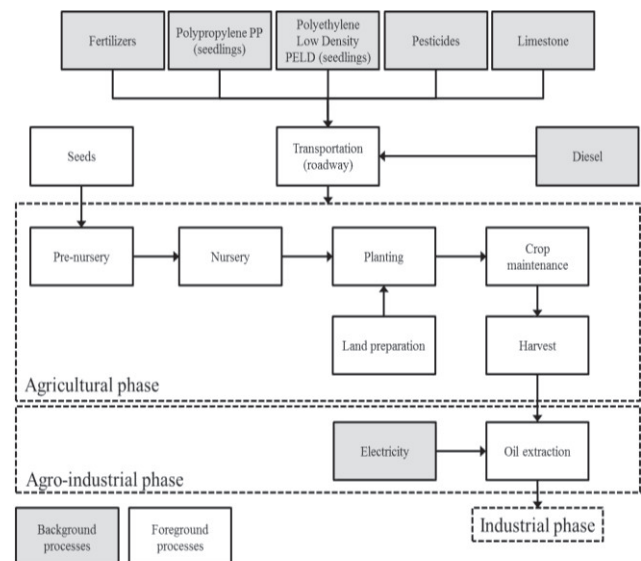 Fertilizers
Polypropylene PP
(seedlings)
Polyethylene
Low Density
PELD (seedlings)
Pesticides
Limestone
Seeds
Transportation
(roadway)
Diesel
Pre-nursery
Nursery
Planting
Crop
maintenance
Land preparation
Harvest
Agricultural phase
Electricity
Oil extraction
Agro-industrial phase
Industrial phase
Background
processes
Foreground
processes